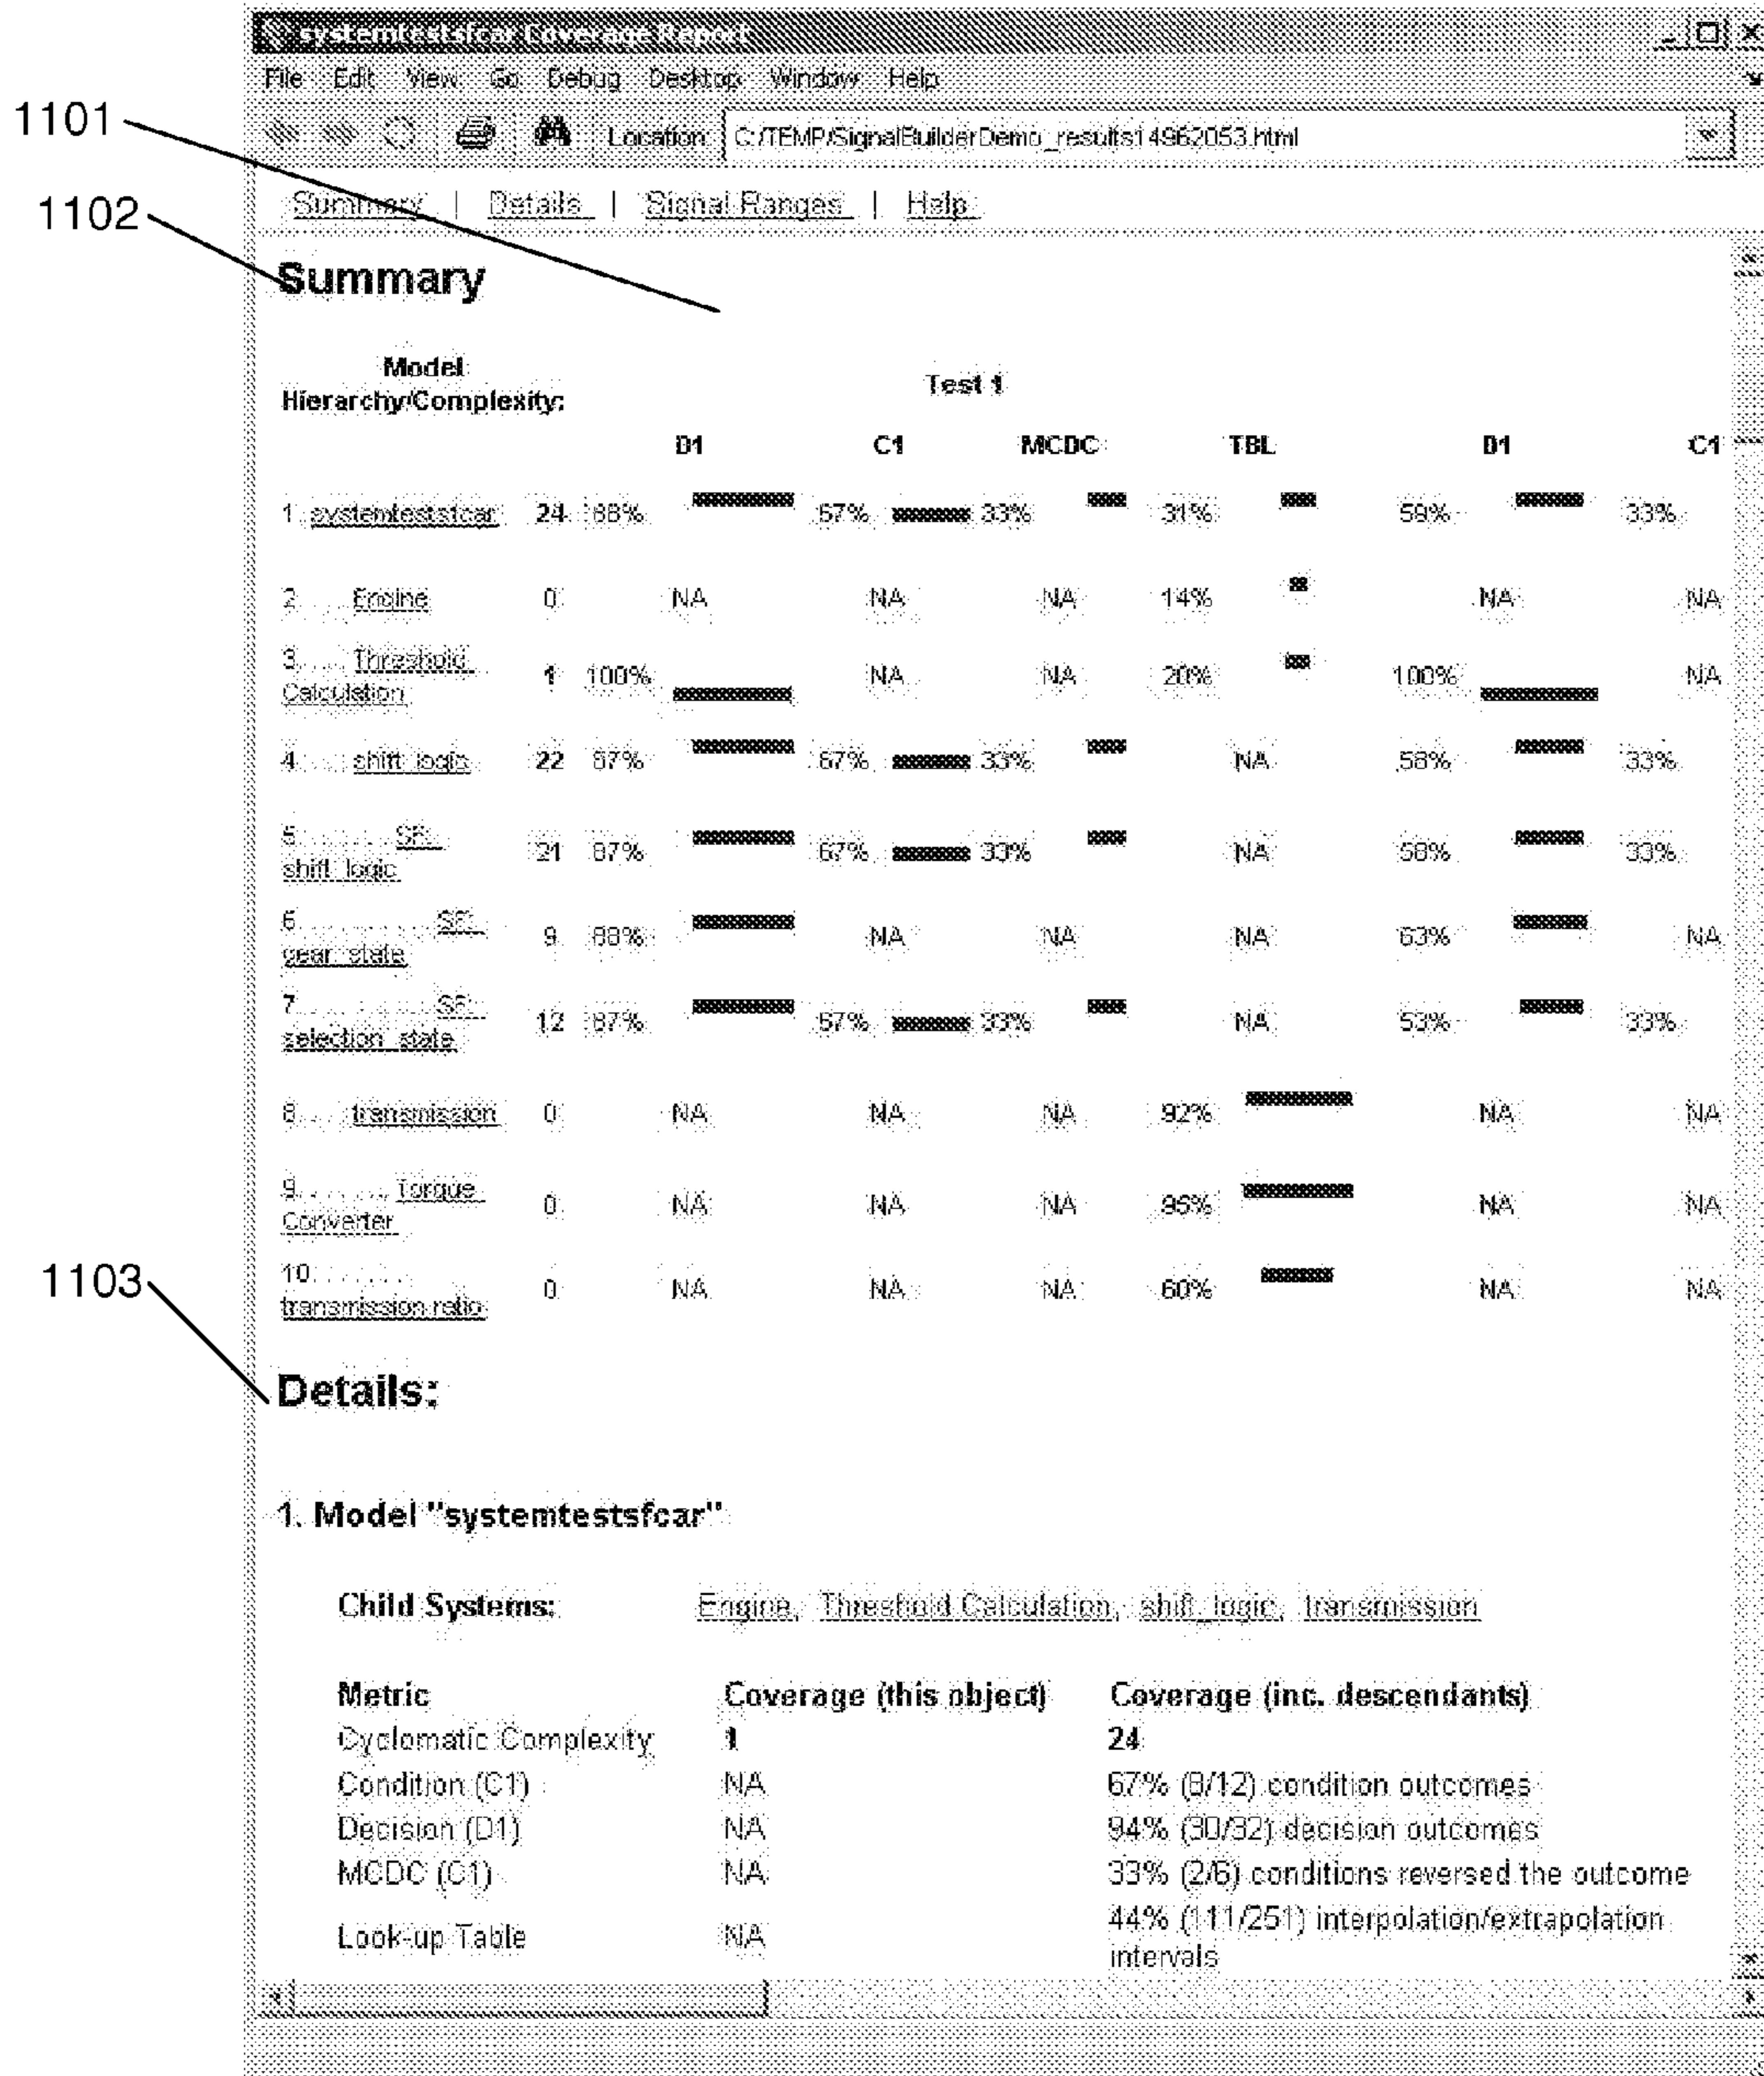 systemtestsfcar Coverage Report
File Edit View Go Debug Desktop Window Help
1101
Location: C:/TEMP/SignalBuilderDemo_results14962053.html
1102
Summary | Details | Signal Ranges | Help
Summary
Model
Hierarchy/Complexity:
Test 1
D1 C1 MCDC TBL D1 C1
1. systemtestsfcar 24 88% 67% 33% 31% 59% 33%
2. . . . . Engine 0 NA NA NA 14% NA NA
3. . . . . Threshold
Calculation 1 100% NA NA 20% 100% NA
4. . . . . shift_logic 22 87% 67% 33% NA 58% 33%
5. . . . . . . . SF:
shift_logic 21 87% 67% 33% NA 58% 33%
6. . . . . . . . . . . SF:
gear_state 9 88% NA NA NA 63% NA
7. . . . . . . . . . . SF:
selection_state 12 87% 67% 33% NA 53% 33%
8. . . . transmission 0 NA NA NA 92% NA NA
9. . . . . . . Torque
Converter 0 NA NA NA 95% NA NA
10. . . . . . .
transmission ratio 0 NA NA NA 60% NA NA
1103
Details:
1. Model "systemtestsfcar"
Child Systems: Engine, Threshold Calculation, shift_logic, transmission
Metric Coverage (this object) Coverage (inc. descendants)
Cyclomatic Complexity 1 24
Condition (C1) NA 67% (8/12) condition outcomes
Decision (D1) NA 94% (30/32) decision outcomes
MCDC (C1) NA 33% (2/6) conditions reversed the outcome
Look-up Table NA 44% (111/251) interpolation/extrapolation
intervals